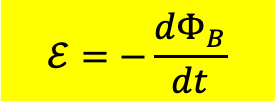 ℰ = − dΦ_B / dt